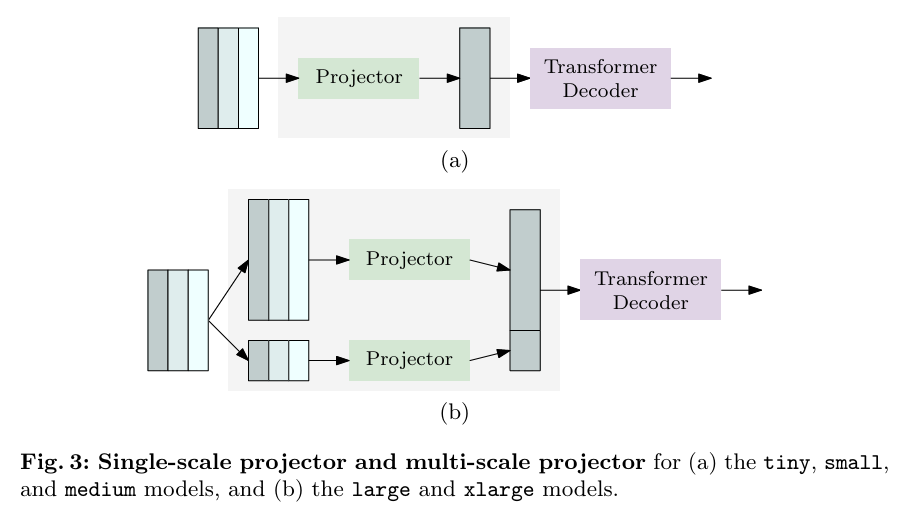 Projector
Transformer
Decoder
(a)
Projector
Transformer
Decoder
Projector
(b)
Fig. 3: Single-scale projector and multi-scale projector for (a) the tiny, small,
and medium models, and (b) the large and xlarge models.